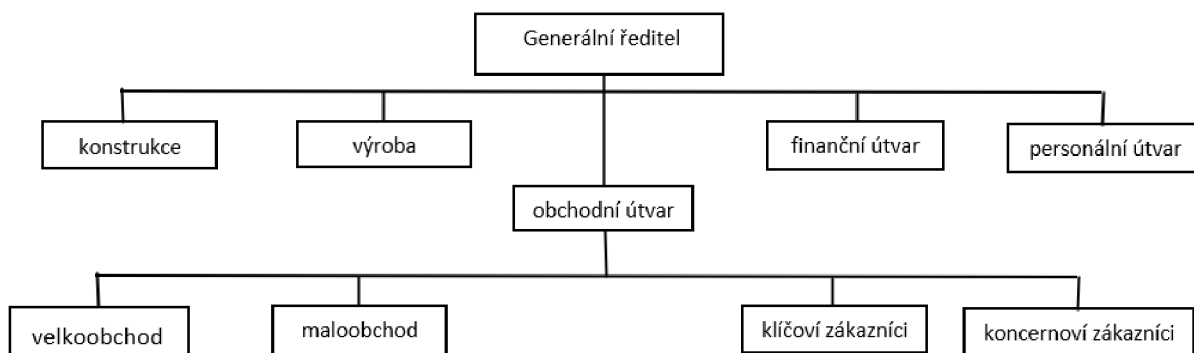 Generální ředitel
konstrukce
výroba
finanční útvar
personální útvar
obchodní útvar
velkoobchod
maloobchod
klíčoví zákazníci
koncernoví zákazníci